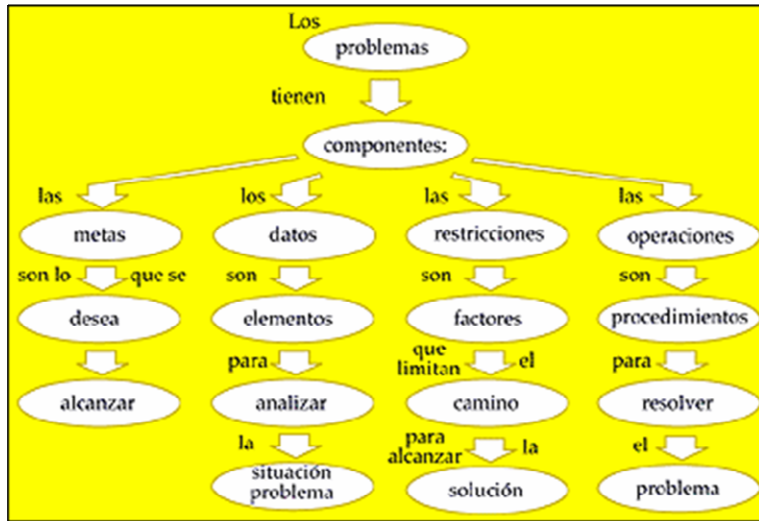 Los
problemas
tienen
componentes:
las
metas
son lo que se
desea
alcanzar
los
datos
son
elementos
para
analizar
la
situación
problema
las
restricciones
son
factores
que
limitan el
camino
para
alcanzar la
solución
las
operaciones
son
procedimientos
para
resolver
el
problema